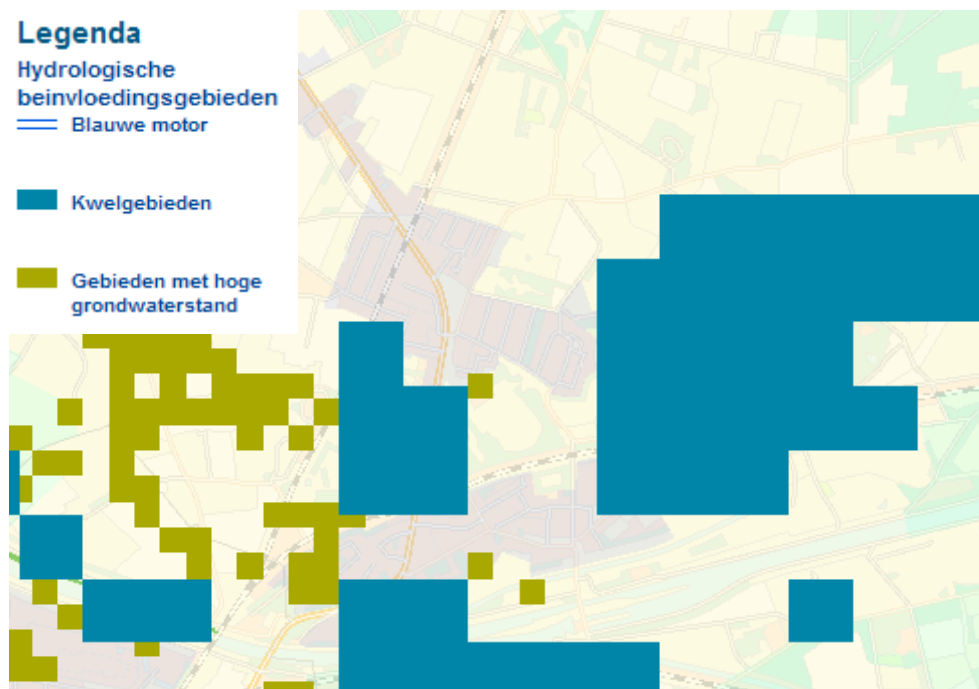 Legenda
Hydrologische
beinvloedingsgebieden
Blauwe motor
Kwelgebieden
Gebieden met hoge
grondwaterstand